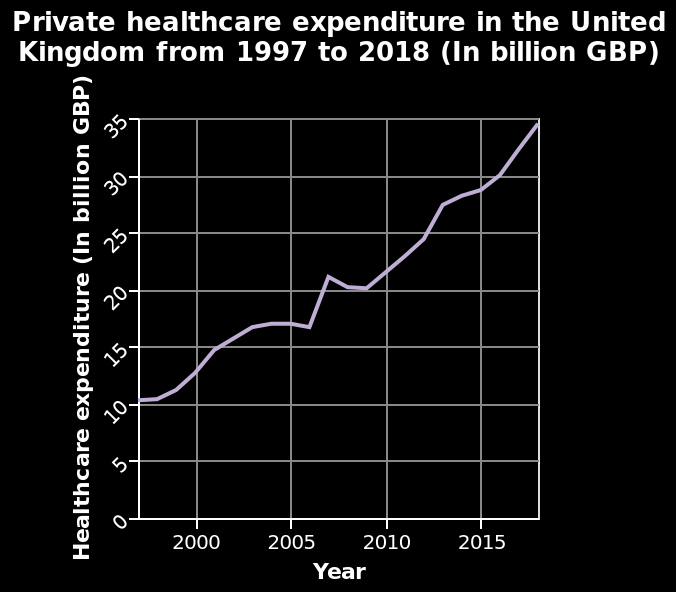 Private healthcare expenditure in the United
Kingdom from 1997 to 2018 (In billion GBP)
Healthcare expenditure (In billion GBP)
35
30
25
20
15
10
5
0
2000 2005 2010 2015
Year